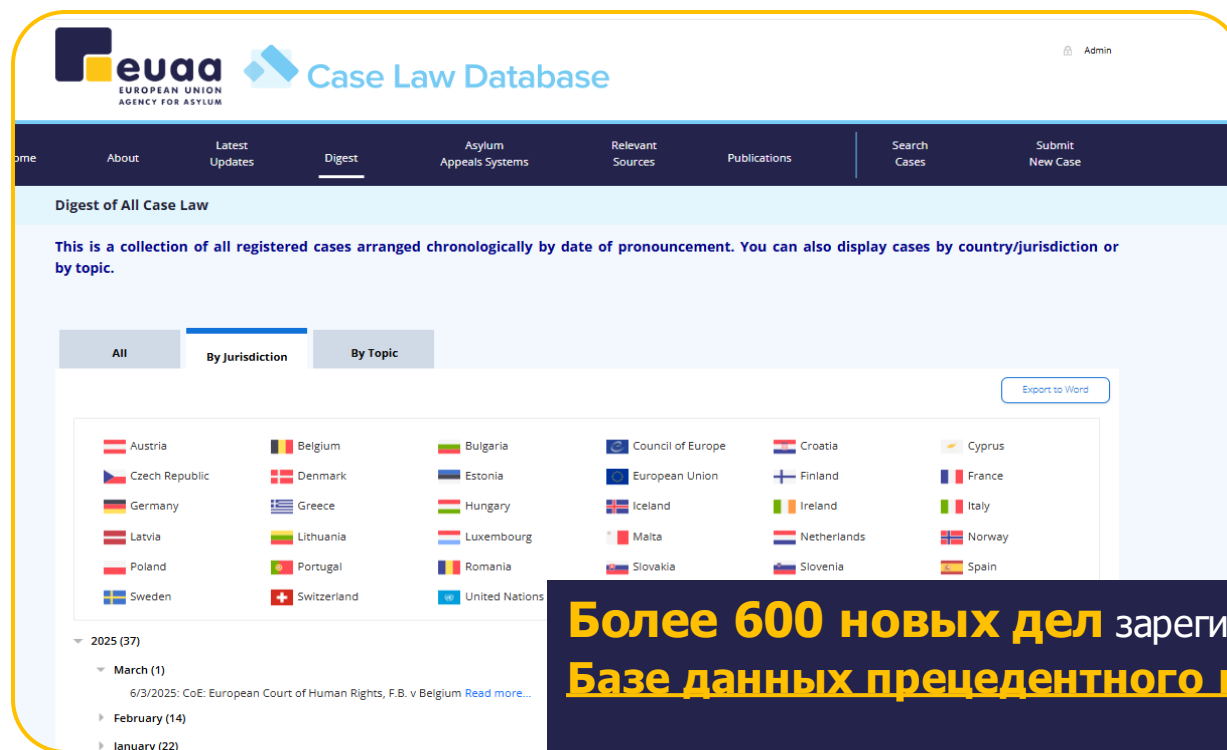 euaa
EUROPEAN UNION
AGENCY FOR ASYLUM
Case Law Database
Admin
About
Latest
Updates
Digest
Asylum
Appeals Systems
Relevant
Sources
Publications
Search
Cases
Submit
New Case
Digest of All Case Law
This is a collection of all registered cases arranged chronologically by date of pronouncement. You can also display cases by country/jurisdiction or
by topic.
All By Jurisdiction By Topic
Export to Word
Austria Belgium Bulgaria Council of Europe Croatia Cyprus
Czech Republic Denmark Estonia European Union Finland France
Germany Greece Hungary Iceland Ireland Italy
Latvia Lithuania Luxembourg Malta Netherlands Norway
Poland Portugal Romania Slovakia Slovenia Spain
Sweden Switzerland United Nations
2025 (37)
March (1)
6/3/2025: CoE: European Court of Human Rights, F.B. v Belgium Read more...
February (14)
January (22)
Более 600 новых дел
Базе данных прецедентного